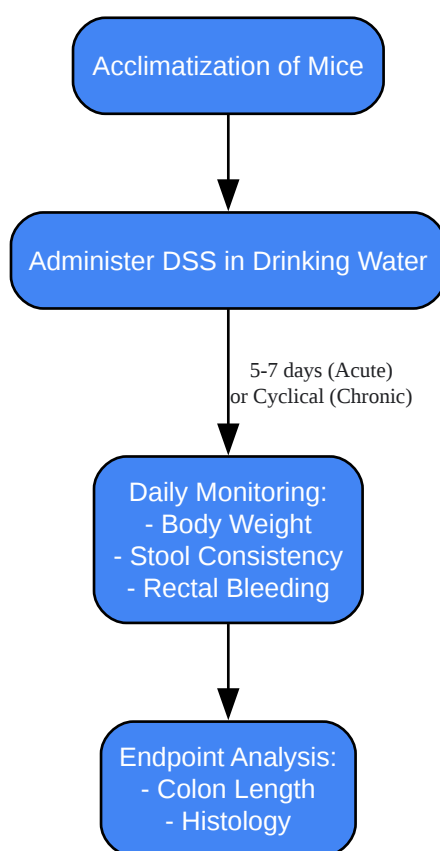 Acclimatization of Mice
Administer DSS in Drinking Water
5-7 days (Acute)
or Cyclical (Chronic)
Daily Monitoring:
- Body Weight
- Stool Consistency
- Rectal Bleeding
Endpoint Analysis:
- Colon Length
- Histology